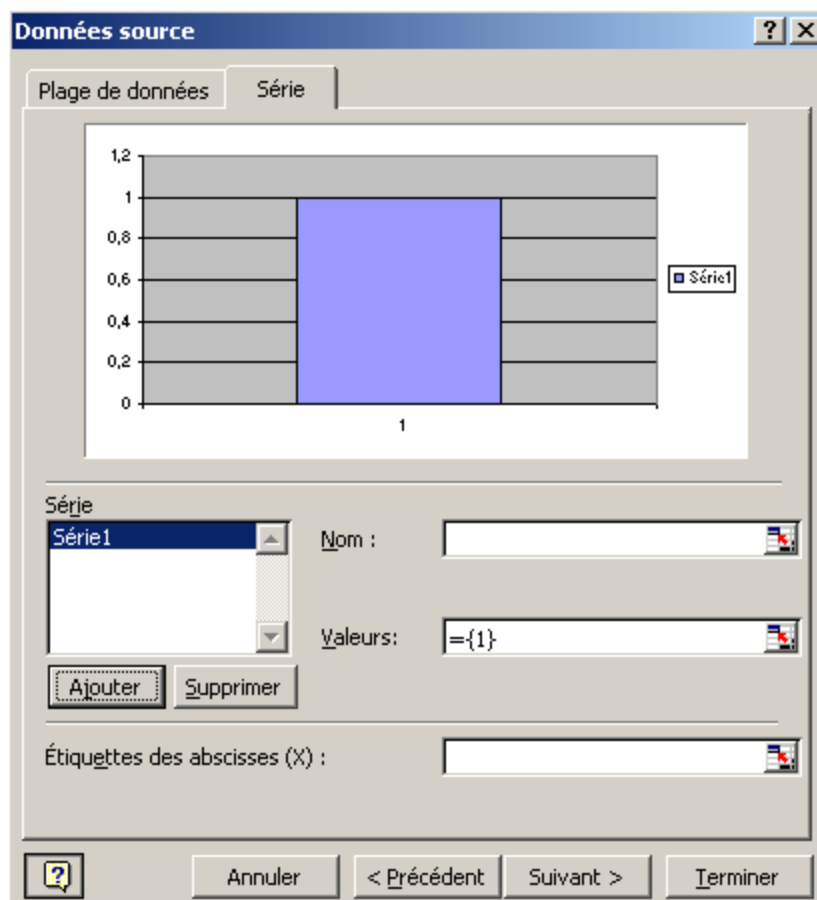 Données source
Plage de données
Série
1,2
1
0,8
0,6
0,4
0,2
0
1
Série1
Série
Série1
Nom :
Valeurs:
={1}
Ajouter
Supprimer
Étiquettes des abscisses (X) :
Annuler
< Précédent
Suivant >
Terminer